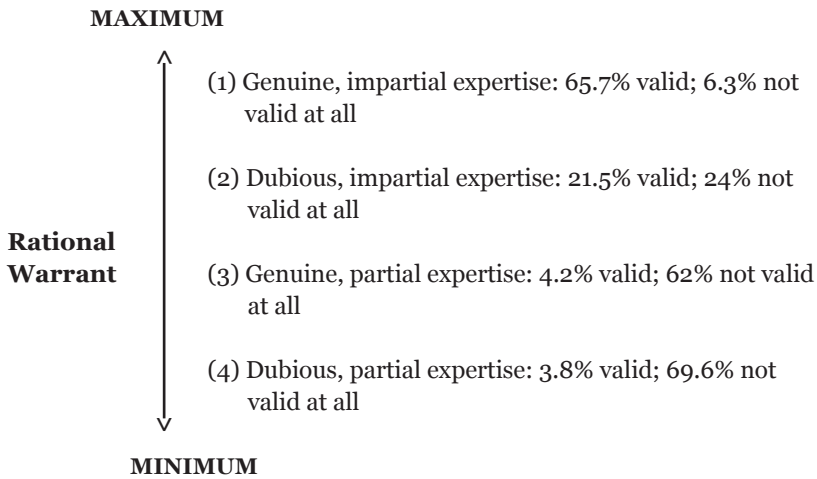 MAXIMUM
(1) Genuine, impartial expertise: 65.7% valid; 6.3% not
valid at all
(2) Dubious, impartial expertise: 21.5% valid; 24% not
valid at all
Rational
Warrant
(3) Genuine, partial expertise: 4.2% valid; 62% not valid
at all
(4) Dubious, partial expertise: 3.8% valid; 69.6% not
valid at all
MINIMUM